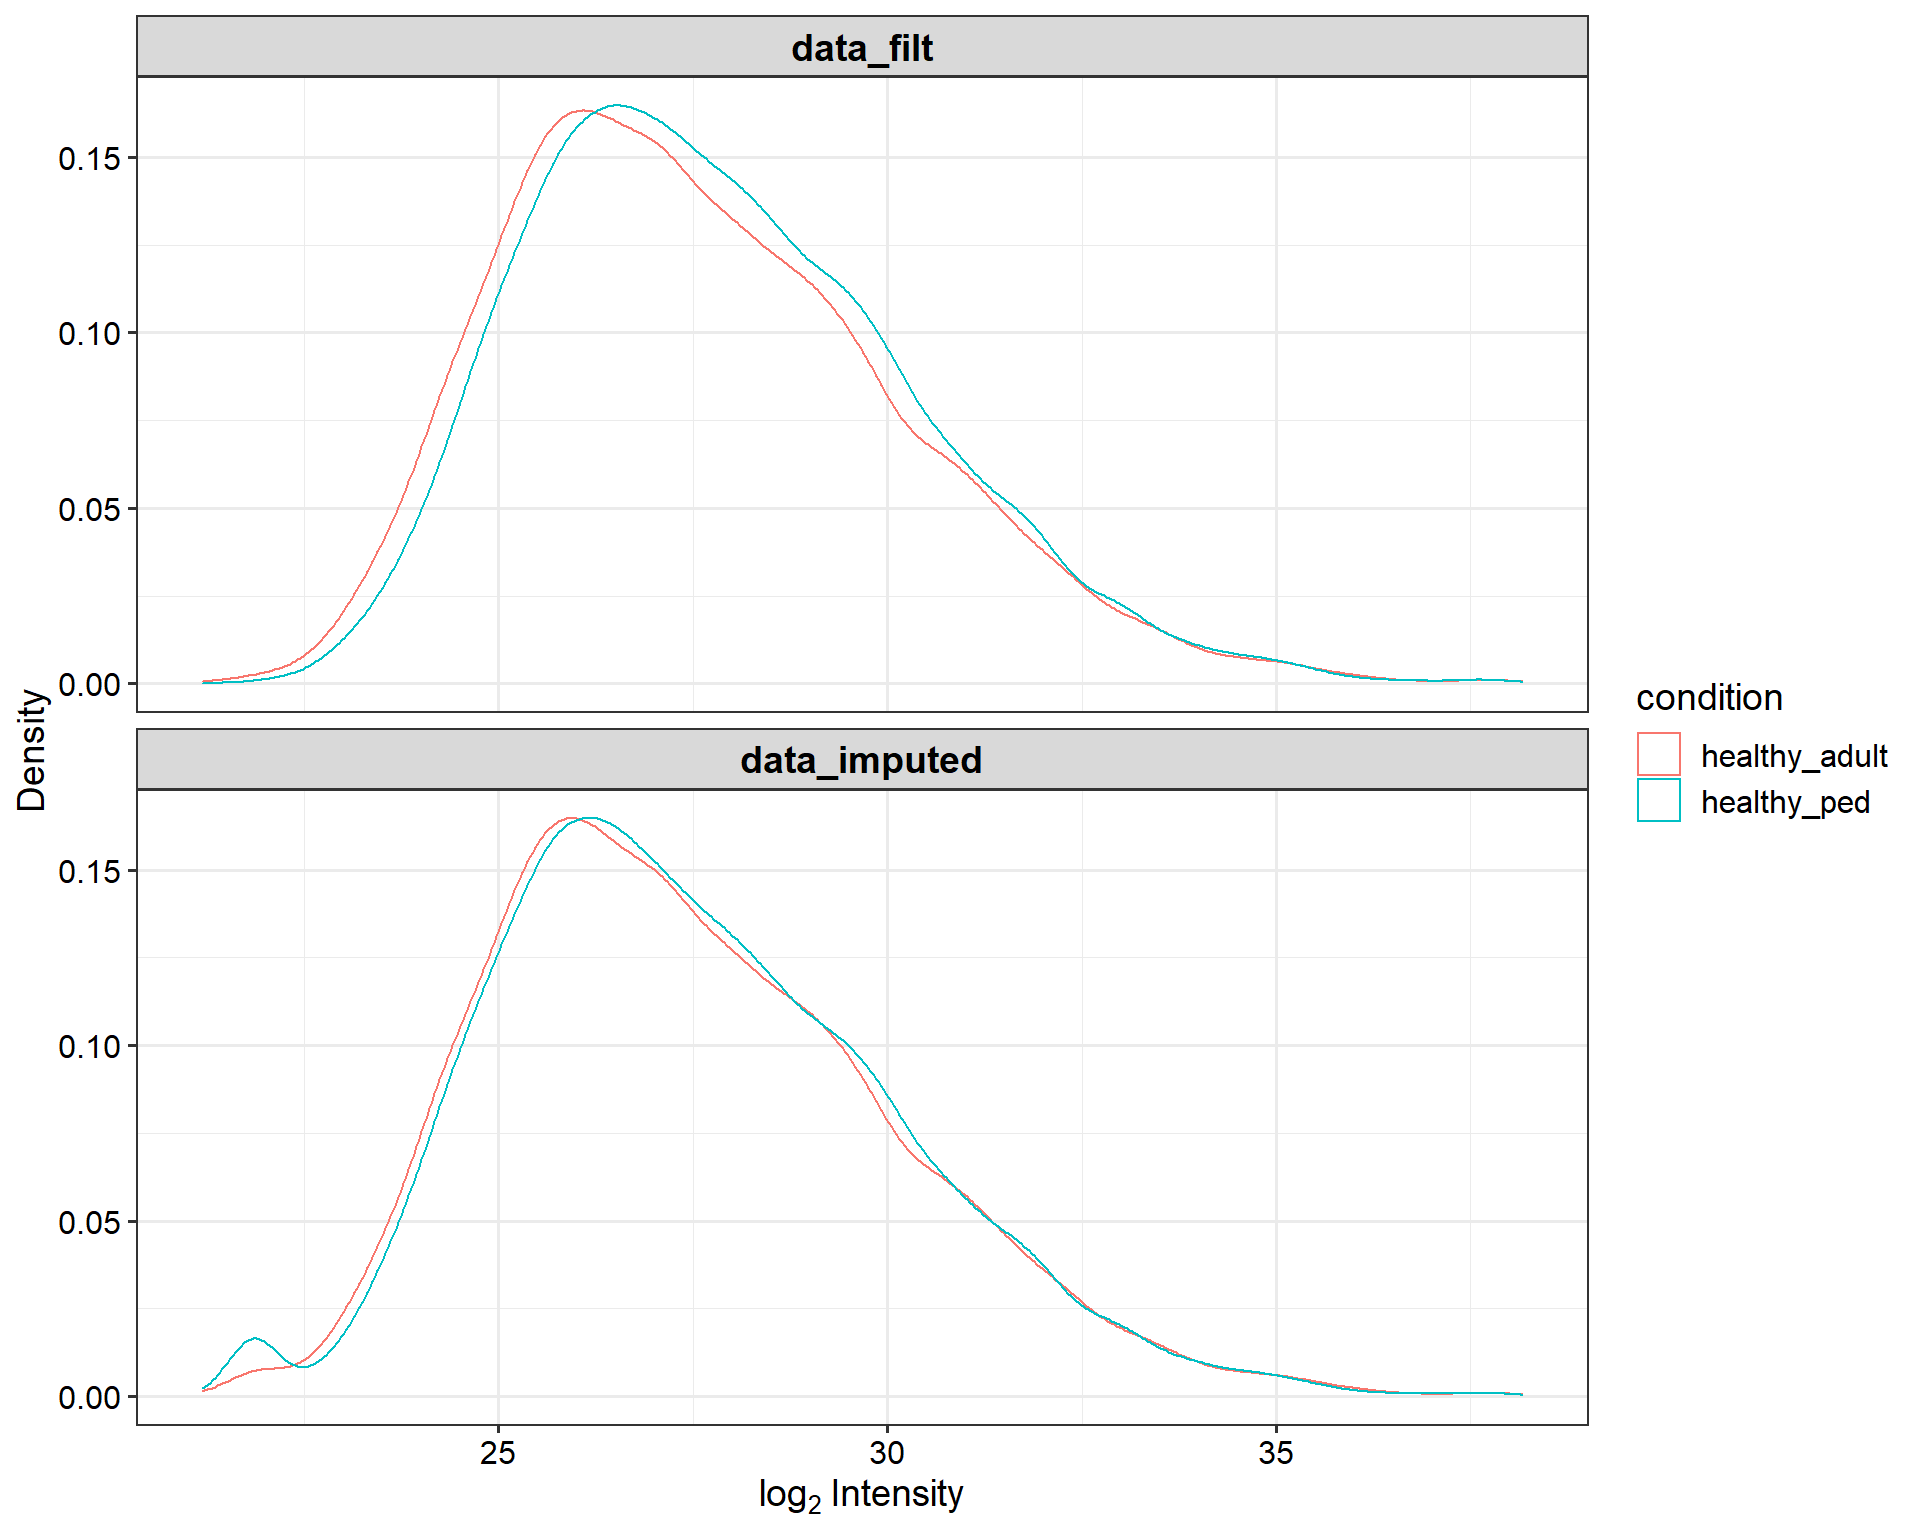 data_filt
0.15
0.10
0.05
0.00
data_imputed
0.15
0.10
0.05
0.00
25 30 35
log2 Intensity
Density
condition
healthy_adult
healthy_ped